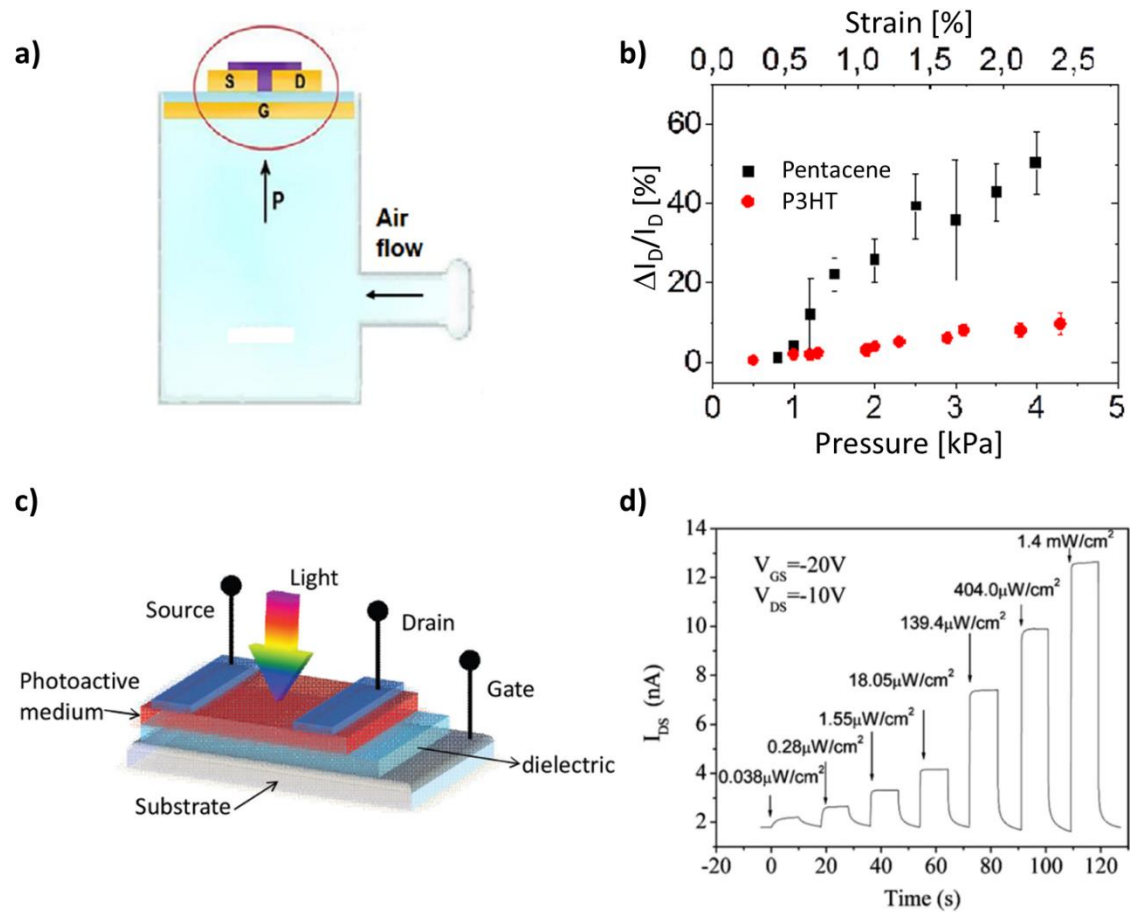 a)
S
D
G
P
Air
flow
b)
Strain [%]
0,0 0,5 1,0 1,5 2,0 2,5
60
40
20
0
ΔI_D/I_D [%]
Pentacene
P3HT
0 1 2 3 4 5
Pressure [kPa]
c)
Light
Source
Drain
Gate
Photoactive
medium
dielectric
Substrate
d)
14
12
10
8
6
4
2
I_DS (nA)
V_GS=-20V
V_DS=-10V
1.4 mW/cm²
404.0μW/cm²
139.4μW/cm²
18.05μW/cm²
1.55μW/cm²
0.28μW/cm²
0.038μW/cm²
-20 0 20 40 60 80 100 120
Time (s)